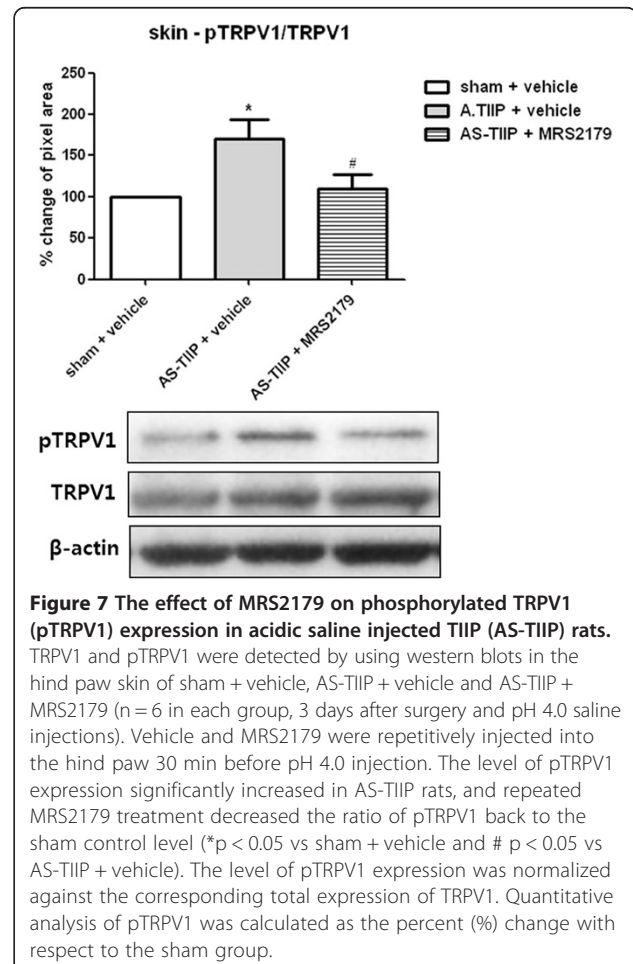 skin - pTRPV1/TRPV1
% change of pixel area
250
200
150
100
50
0
*
#
sham + vehicle
A.TIIP + vehicle
AS-TIIP + MRS2179
sham + vehicle
AS-TIIP + vehicle
AS-TIIP + MRS2179
pTRPV1
TRPV1
β-actin
Figure 7 The effect of MRS2179 on phosphorylated TRPV1
(pTRPV1) expression in acidic saline injected TIIP (AS-TIIP) rats.
TRPV1 and pTRPV1 were detected by using western blots in the
hind paw skin of sham + vehicle, AS-TIIP + vehicle and AS-TIIP +
MRS2179 (n = 6 in each group, 3 days after surgery and pH 4.0 saline
injections). Vehicle and MRS2179 were repetitively injected into
the hind paw 30 min before pH 4.0 injection. The level of pTRPV1
expression significantly increased in AS-TIIP rats, and repeated
MRS2179 treatment decreased the ratio of pTRPV1 back to the
sham control level (*p < 0.05 vs sham + vehicle and # p < 0.05 vs
AS-TIIP + vehicle). The level of pTRPV1 expression was normalized
against the corresponding total expression of TRPV1. Quantitative
analysis of pTRPV1 was calculated as the percent (%) change with
respect to the sham group.